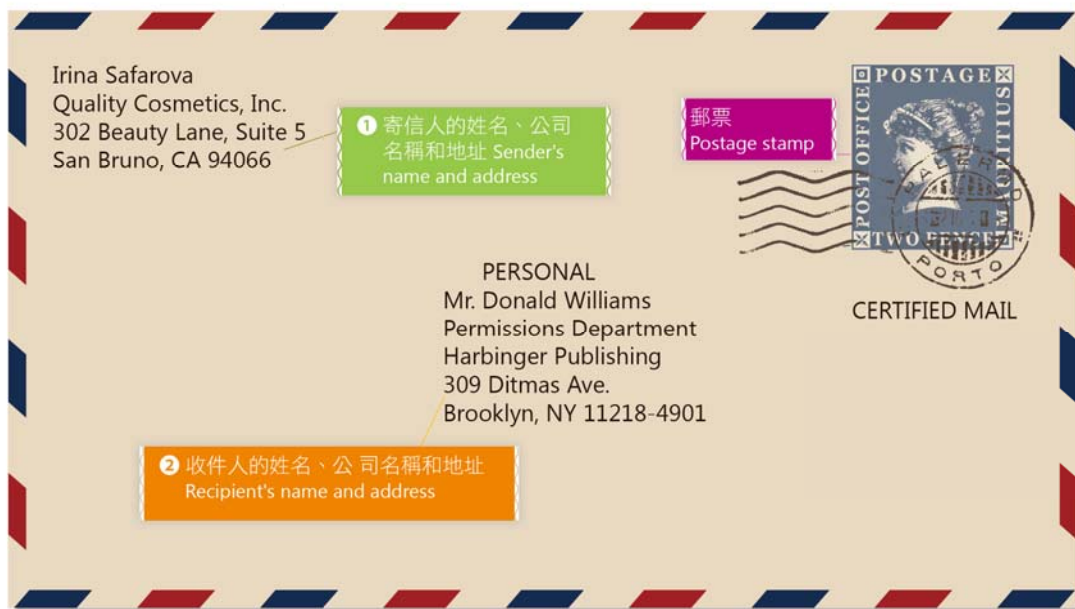 Irina Safarova
Quality Cosmetics, Inc.
302 Beauty Lane, Suite 5
San Bruno, CA 94066
❶ 寄信人的姓名、公司
名稱和地址 Sender's
name and address
郵票
Postage stamp
POSTAGE
POST OFFICE
MAURITIUS
TWO PENCE
PALERMO
PORTO
CERTIFIED MAIL
PERSONAL
Mr. Donald Williams
Permissions Department
Harbinger Publishing
309 Ditmas Ave.
Brooklyn, NY 11218-4901
❷ 收件人的姓名、公 司名稱和地址
Recipient's name and address